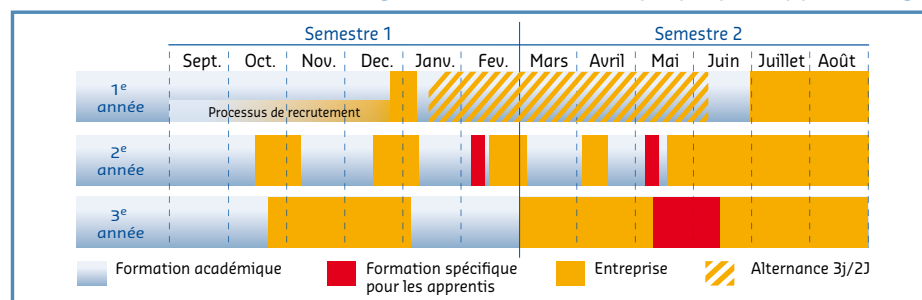 Semestre 1 Semestre 2
Sept. Oct. Nov. Dec. Janv. Fev. Mars Avril Mai Juin Juillet Août
1e
année
Processus de recrutement
2e
année
3e
année
Formation académique Formation spécifique
pour les apprentis Entreprise Alternance 3j/2J